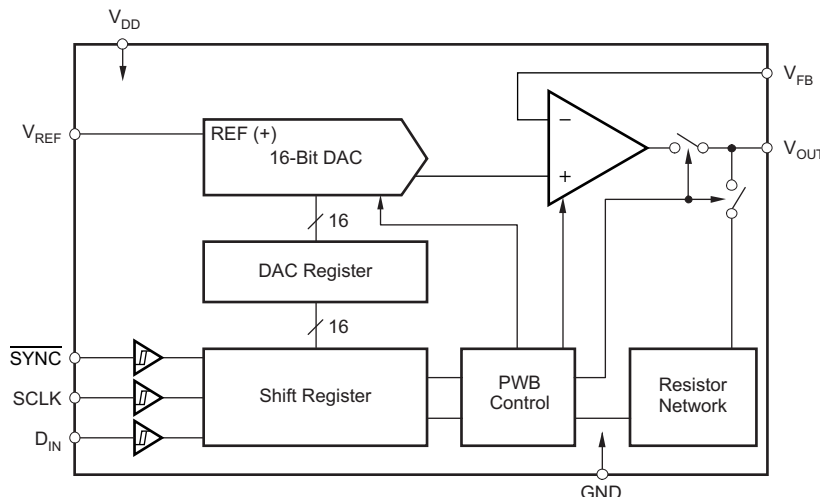 V_DD
V_FB
V_REF
REF (+)
16-Bit DAC
−
+
V_OUT
16
DAC Register
16
S̅Y̅N̅C̅
SCLK
D_IN
Shift Register
PWB
Control
Resistor
Network
GND